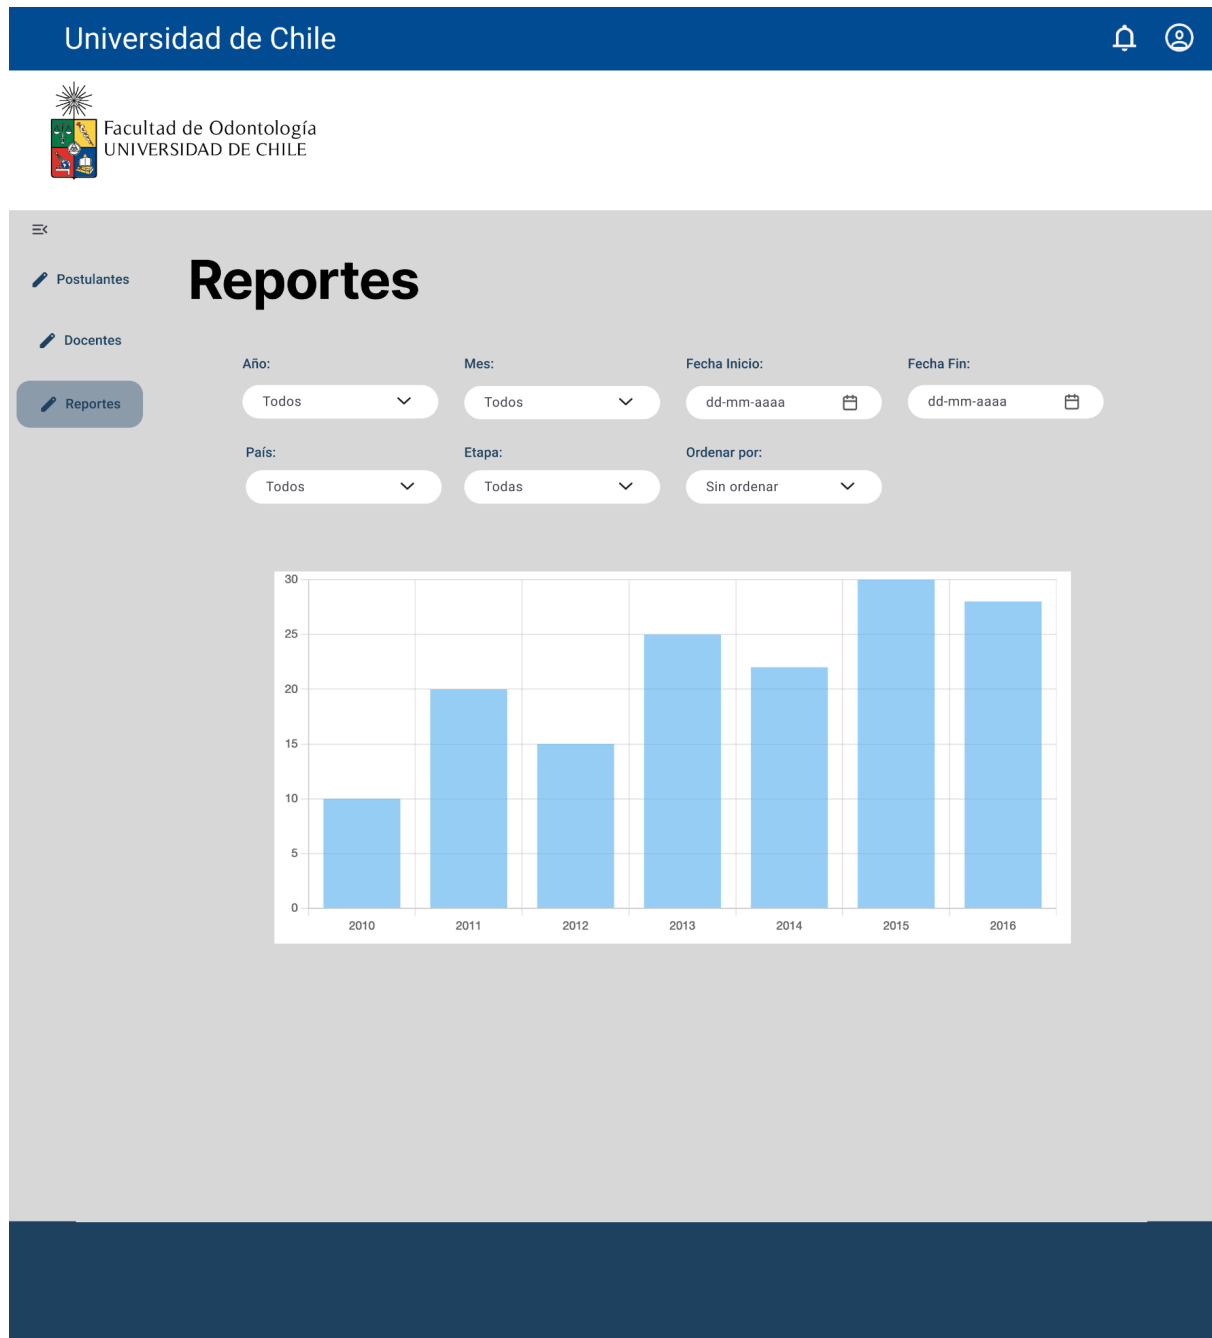 Universidad de Chile
Facultad de Odontología
UNIVERSIDAD DE CHILE
Postulantes
Docentes
Reportes
Reportes
Año: Mes: Fecha Inicio: Fecha Fin:
Todos Todos dd-mm-aaaa dd-mm-aaaa
País: Etapa: Ordenar por:
Todos Todas Sin ordenar
30
25
20
15
10
5
0
2010 2011 2012 2013 2014 2015 2016